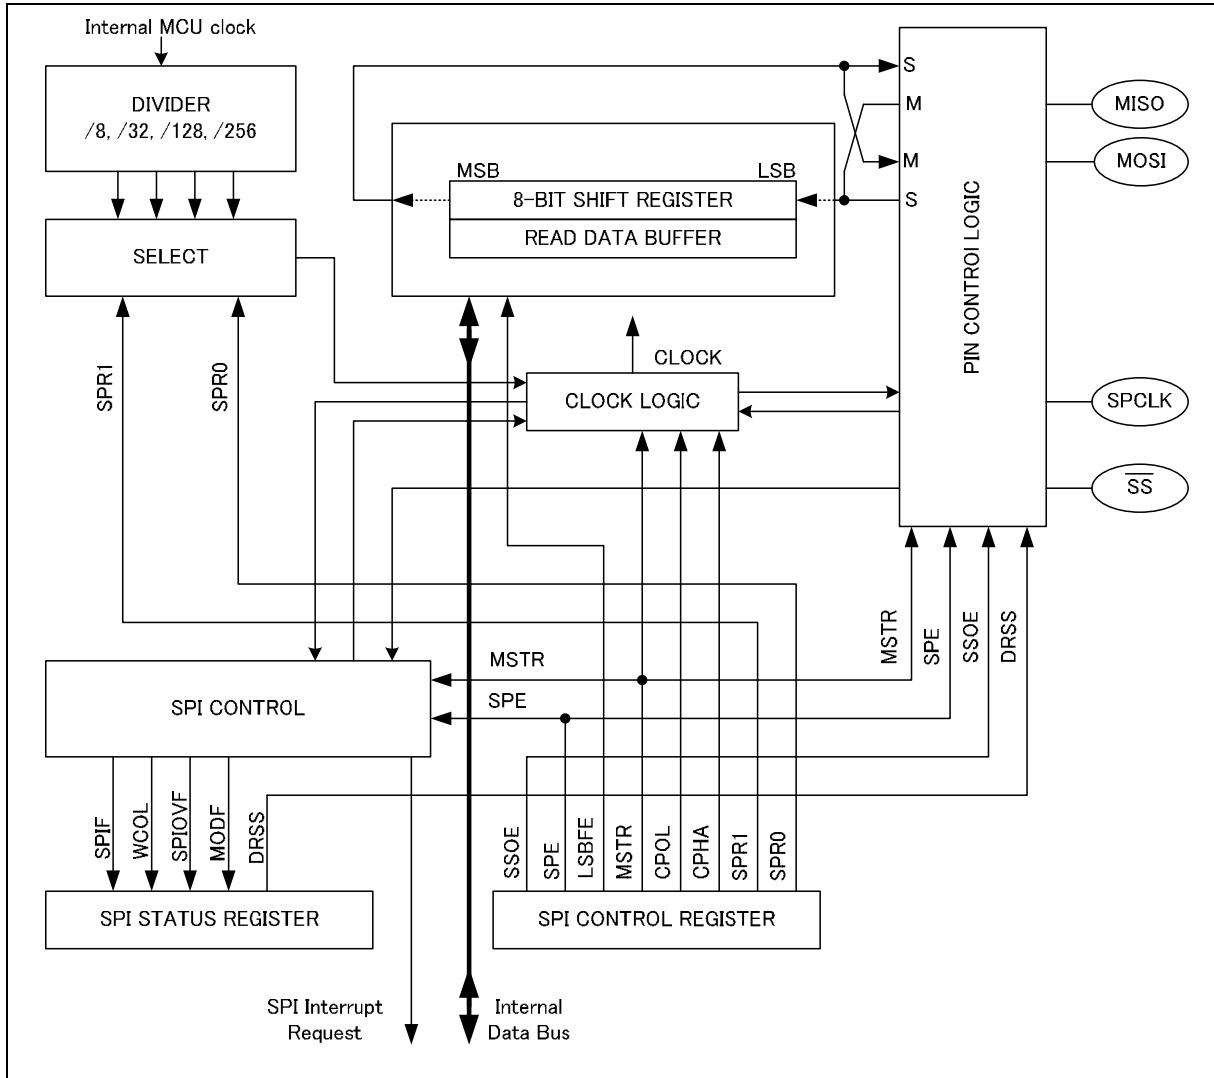 Internal MCU clock
DIVIDER
/8, /32, /128, /256
SELECT
MSB
LSB
8-BIT SHIFT REGISTER
READ DATA BUFFER
S
M
M
S
PIN CONTROl LOGIC
MISO
MOSI
SPCLK
SS
SPR1
SPR0
CLOCK
CLOCK LOGIC
MSTR
SPE
SSOE
DRSS
MSTR
SPE
SPI CONTROL
SPIF
WCOL
SPIOVF
MODF
DRSS
SSOE
SPE
LSBFE
MSTR
CPOL
CPHA
SPR1
SPR0
SPI STATUS REGISTER
SPI CONTROL REGISTER
SPI Interrupt
Request
Internal
Data Bus